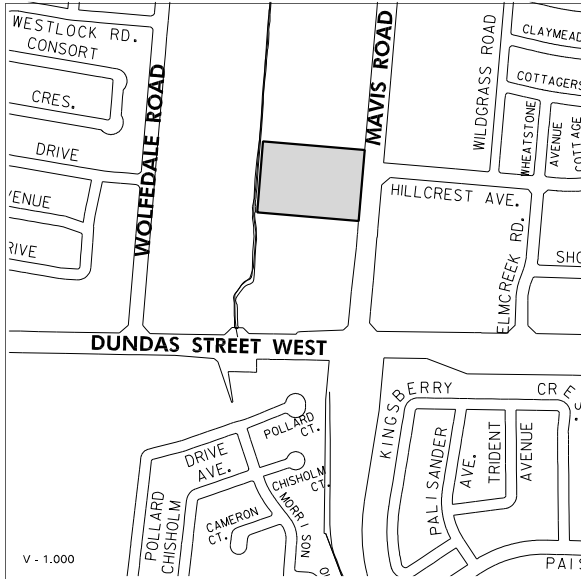 WESTLOCK RD.
CONSORT
CRES.
DRIVE
VENUE
RIVE
WOLFEDALE ROAD
MAVIS ROAD
WILDGRASS ROAD
CLAYMEAD
COTTAGERS
WHEATSTONE
AVENUE
COTTAGE
HILLCREST AVE.
ELMCREEK RD.
SHO
DUNDAS STREET WEST
KINGSBERRY CRES.
POLLARD
CT.
DRIVE
AVE.
CHISHOLM
CT.
POLLARD
CHISHOLM
CAMERON
CT.
MORRISON
PALISANDER
AVE.
TRIDENT
AVENUE
PAIS
V - 1.000